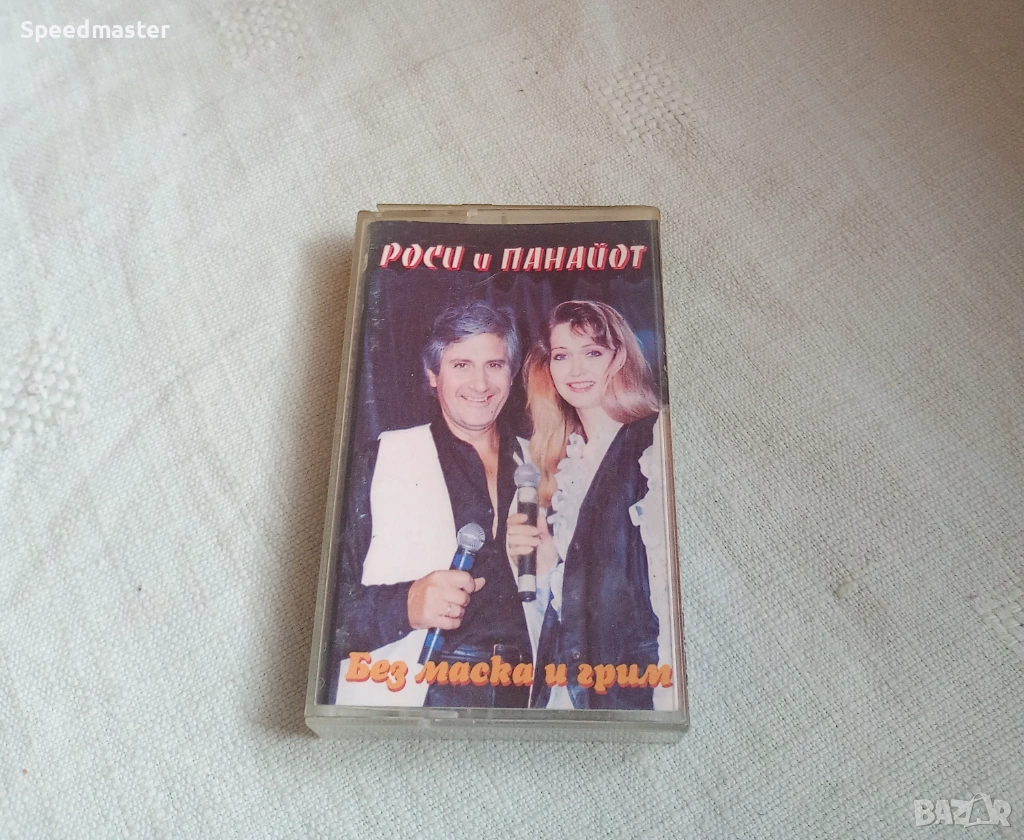 Speedmaster
РОСИ и ПАНАЙОТ
Без маска и грим
BAZAR